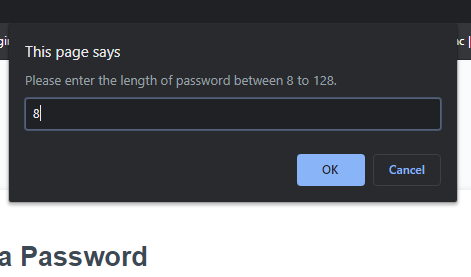 This page says
Please enter the length of password between 8 to 128.
8
OK
Cancel
a Password